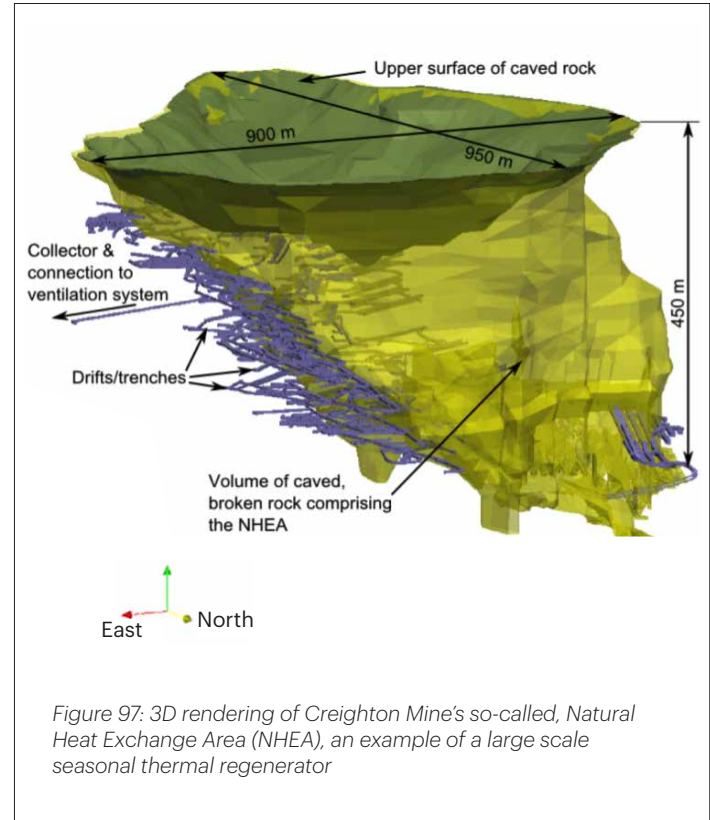 Upper surface of caved rock
900 m
950 m
Collector &
connection to
ventilation system
450 m
Drifts/trenches
Volume of caved,
broken rock comprising
the NHEA
East
North
Figure 97: 3D rendering of Creighton Mine's so-called, Natural
Heat Exchange Area (NHEA), an example of a large scale
seasonal thermal regenerator